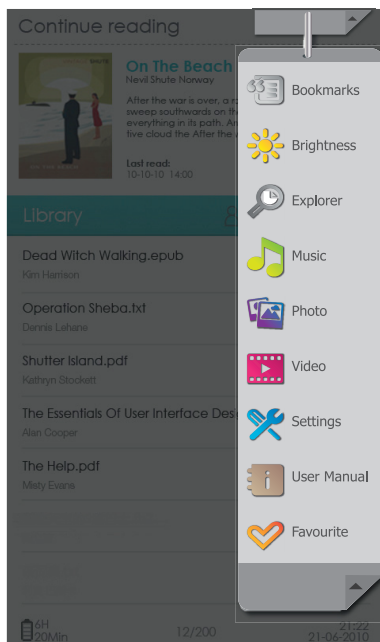 Continue reading
On The Beach
Nevil Shute Norway
After the war is over, a
sweep southwards on th
everything in its path. An
tive cloud the After the
Last read:
10-10-10 14:00
Library
Dead Witch Walking.epub
Kim Harrison
Operation Sheba.txt
Dennis Lehane
Shutter Island.pdf
Kathryn Stockett
The Essentials Of User Interface Des
Alan Cooper
The Help.pdf
Misty Evans
6H
20Min
12/200
21:22
21-06-2010
Bookmarks
Brightness
Explorer
Music
Photo
Video
Settings
User Manual
Favourite